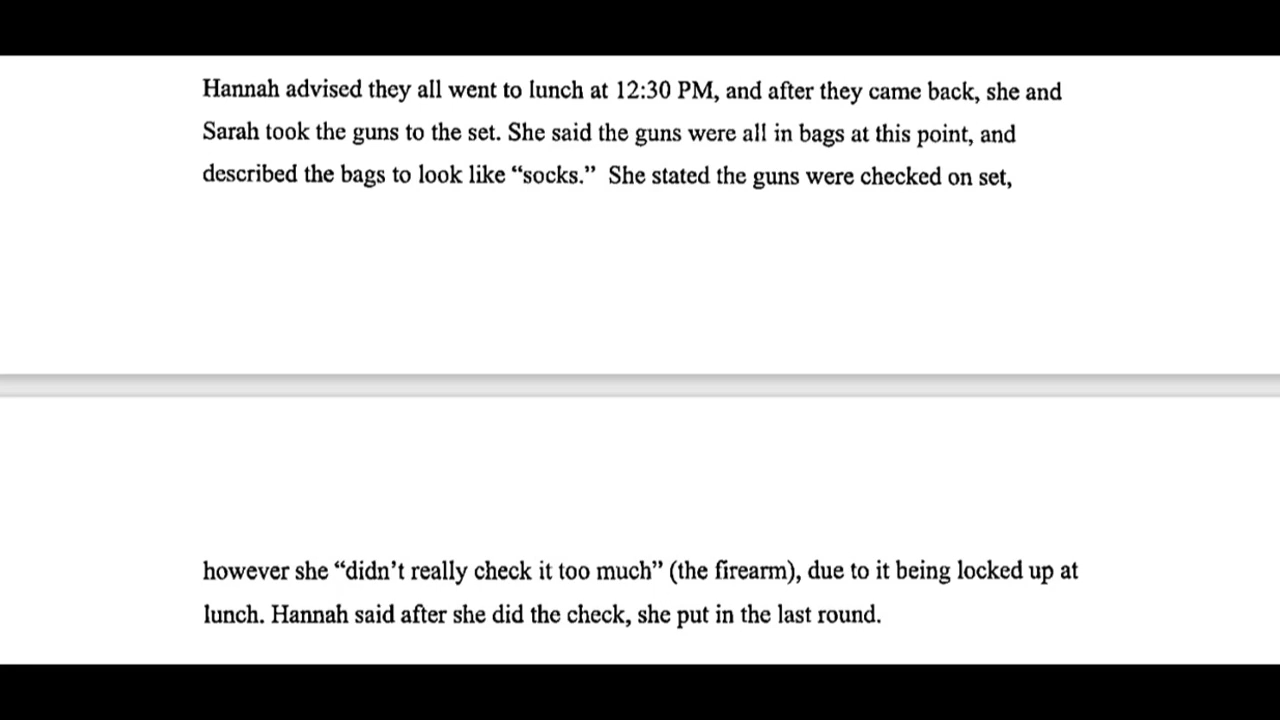 Hannah advised they all went to lunch at 12:30 PM, and after they came back, she and
Sarah took the guns to the set. She said the guns were all in bags at this point, and
described the bags to look like “socks.”  She stated the guns were checked on set,
however she “didn’t really check it too much” (the firearm), due to it being locked up at
lunch. Hannah said after she did the check, she put in the last round.